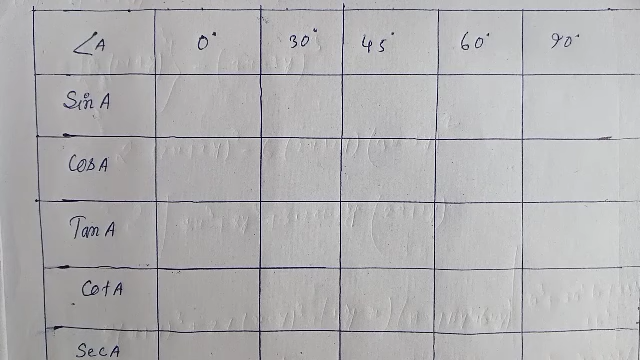 ∠A 0° 30° 45° 60° 90°
Sin A
Cos A
Tan A
Cot A
Sec A